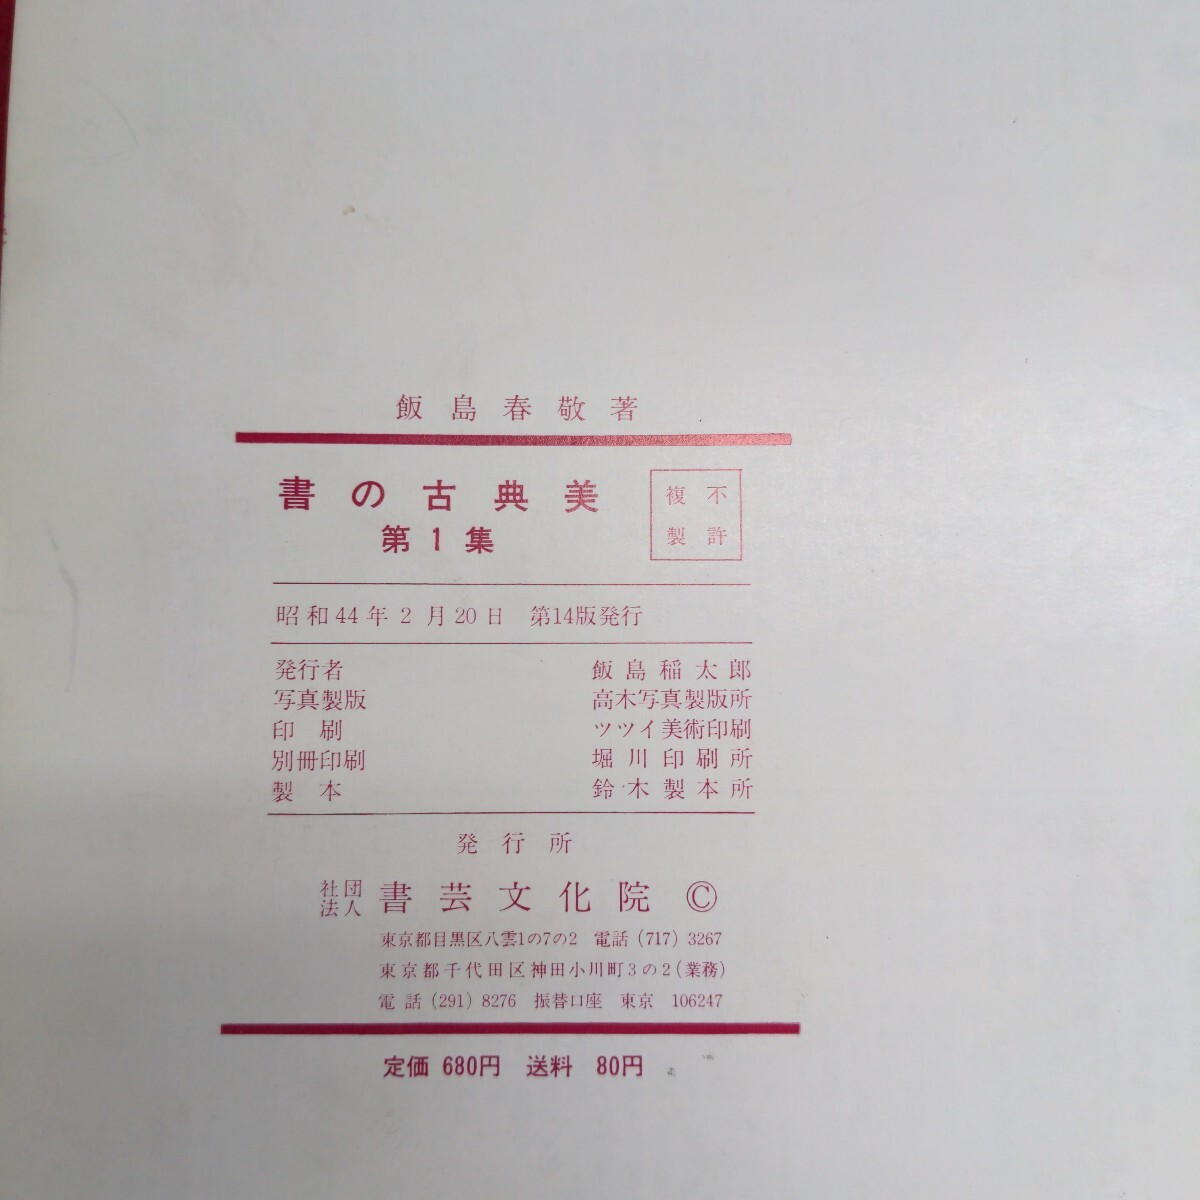 飯島春敬著
書の古典美
第1集
不許
複製
昭和44年2月20日 第14版発行
発行者 飯島稲太郎
写真製版 高木写真製版所
印刷 ツツイ美術印刷
別冊印刷 堀川印刷所
製本 鈴木製本所
発行所
社団法人 書芸文化院 ©
東京都目黒区八雲1の7の2 電話(717)3267
東京都千代田区神田小川町3の2(業務)
電話(291)8276 振替口座 東京 106247
定価 680円 送料 80円